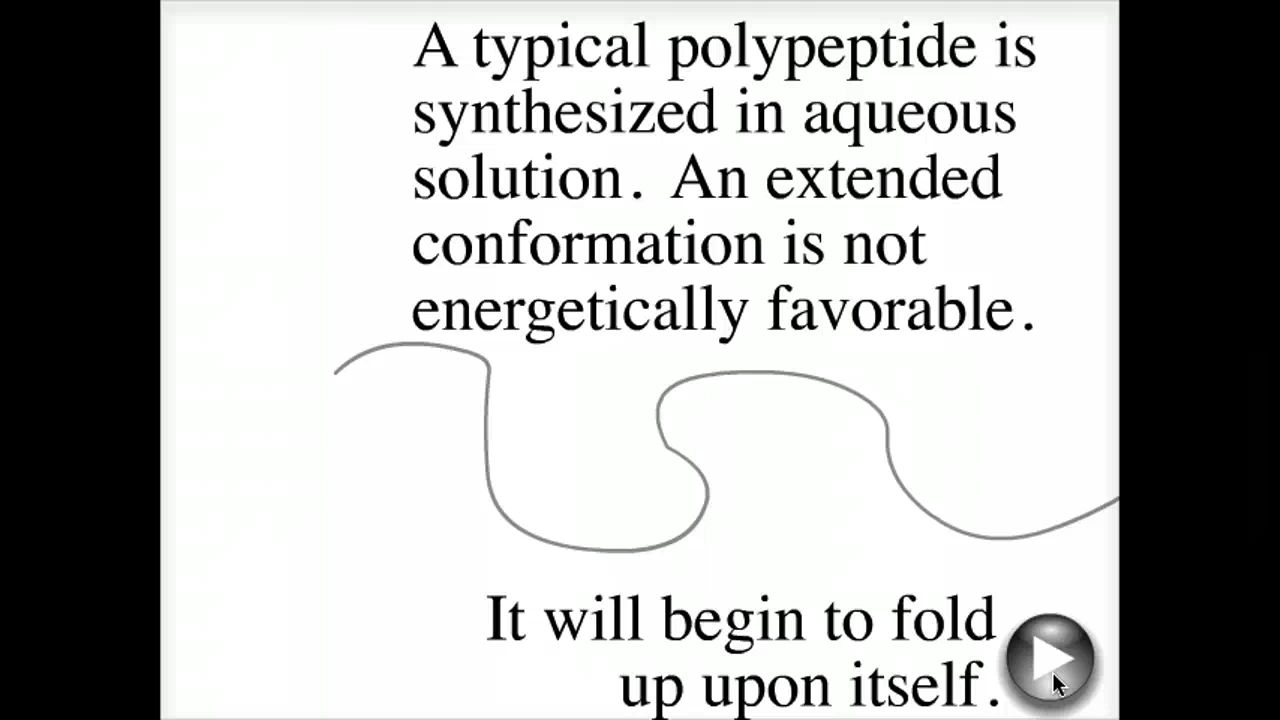 A typical polypeptide is
synthesized in aqueous
solution. An extended
conformation is not
energetically favorable.
It will begin to fold
up upon itself.